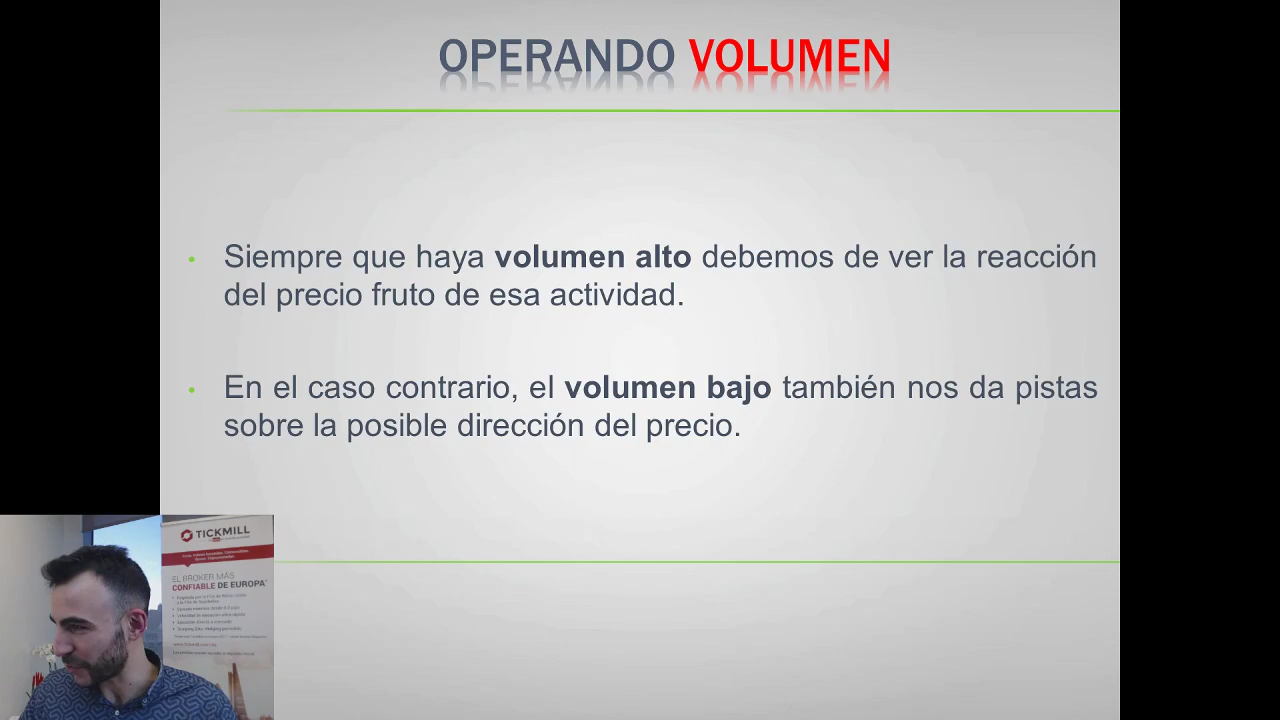 OPERANDO VOLUMEN
• Siempre que haya volumen alto debemos de ver la reacción
del precio fruto de esa actividad.
• En el caso contrario, el volumen bajo también nos da pistas
sobre la posible dirección del precio.
TICKMILL
EL BROKER MÁS
CONFIABLE DE EUROPA*